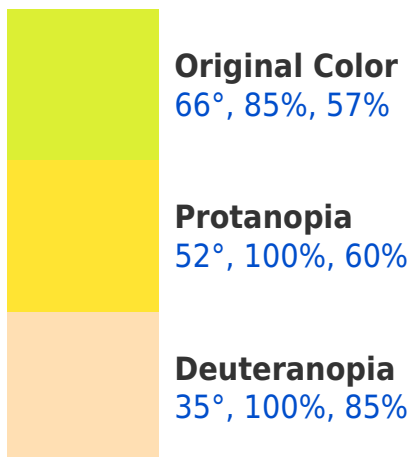 Original Color
66°, 85%, 57%
Protanopia
52°, 100%, 60%
Deuteranopia
35°, 100%, 85%